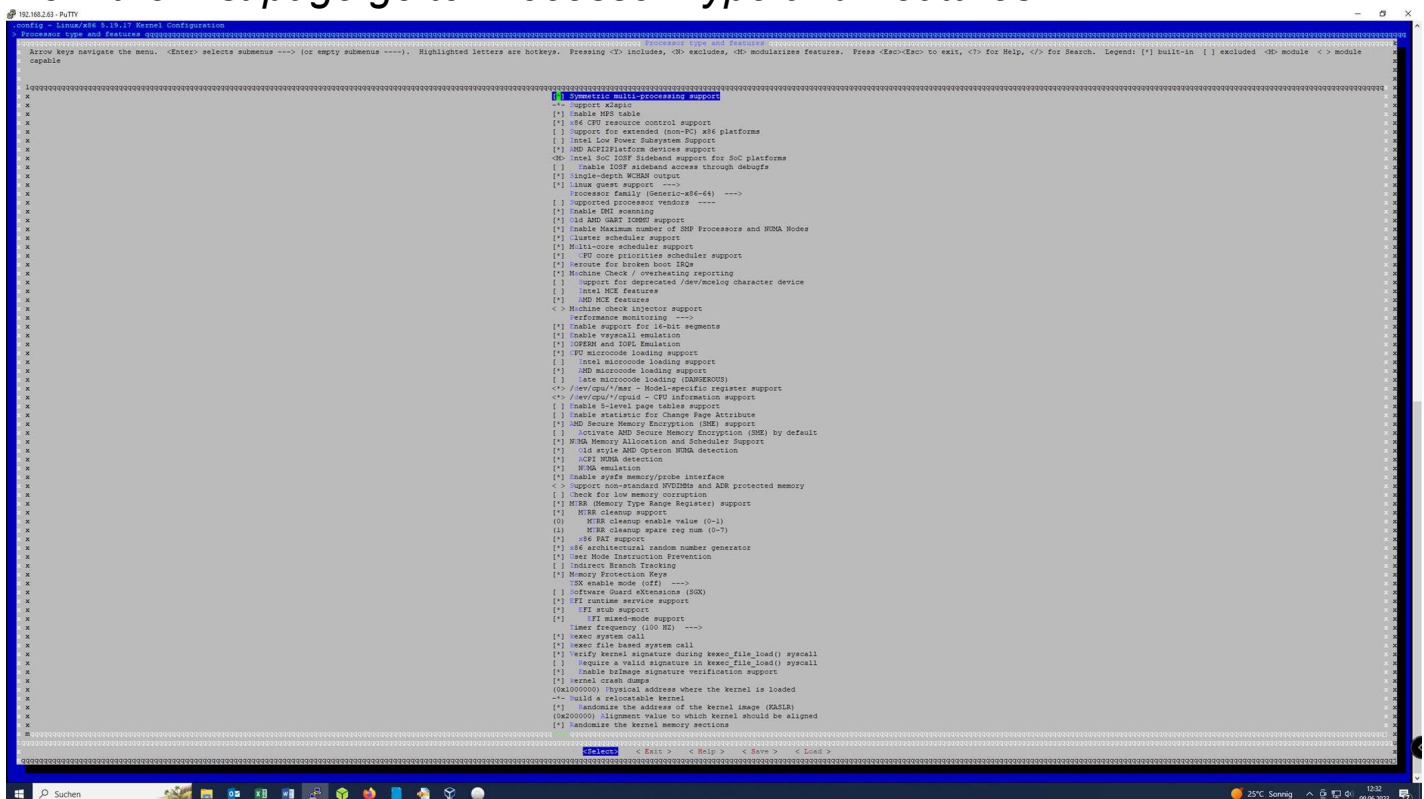 192.168.2.63 - PuTTY
.config - Linux/x86 5.19.17 Kernel Configuration
> Processor type and features
Processor type and features
Arrow keys navigate the menu. <Enter> selects submenus ---> (or empty submenus ----). Highlighted letters are hotkeys. Pressing <Y> includes, <N> excludes, <M> modularizes features. Press <Esc><Esc> to exit, <?> for Help, </> for Search. Legend: [*] built-in [ ] excluded <M> module < > module
capable
[*] Symmetric multi-processing support
-*- Support x2apic
[*] Enable MPS table
[*] x86 CPU resource control support
[ ] Support for extended (non-PC) x86 platforms
[ ] Intel Low Power Subsystem Support
[*] AMD ACPI2Platform devices support
<M> Intel SoC IOSF Sideband support for SoC platforms
[ ] Enable IOSF sideband access through debugfs
[*] Single-depth WCHAN output
[*] Linux guest support --->
Processor family (Generic-x86-64) --->
[ ] Supported processor vendors ----
[*] Enable DMI scanning
[*] Old AMD GART IOMMU support
[*] Enable Maximum number of SMP Processors and NUMA Nodes
[*] Cluster scheduler support
[*] Multi-core scheduler support
[*] CPU core priorities scheduler support
[*] Reroute for broken boot IRQs
[*] Machine Check / overheating reporting
[ ] Support for deprecated /dev/mcelog character device
[ ] Intel MCE features
[*] AMD MCE features
< > Machine check injector support
Performance monitoring --->
[*] Enable support for 16-bit segments
[*] Enable vsyscall emulation
[*] IOPERM and IOPL Emulation
[*] CPU microcode loading support
[ ] Intel microcode loading support
[*] AMD microcode loading support
[ ] Late microcode loading (DANGEROUS)
<*> /dev/cpu/*/msr - Model-specific register support
<*> /dev/cpu/*/cpuid - CPU information support
[ ] Enable 5-level page tables support
[ ] Enable statistic for Change Page Attribute
[*] AMD Secure Memory Encryption (SME) support
[ ] Activate AMD Secure Memory Encryption (SME) by default
[*] NUMA Memory Allocation and Scheduler Support
[*] Old style AMD Opteron NUMA detection
[*] ACPI NUMA detection
[*] NUMA emulation
[*] Enable sysfs memory/probe interface
< > Support non-standard NVDIMMs and ADR protected memory
[ ] Check for low memory corruption
[*] MTRR (Memory Type Range Register) support
[*] MTRR cleanup support
(0) MTRR cleanup enable value (0-1)
(1) MTRR cleanup spare reg num (0-7)
[*] x86 PAT support
[*] x86 architectural random number generator
[*] User Mode Instruction Prevention
[ ] Indirect Branch Tracking
[*] Memory Protection Keys
TSX enable mode (off) --->
[ ] Software Guard eXtensions (SGX)
[*] EFI runtime service support
[*] EFI stub support
[*] EFI mixed-mode support
Timer frequency (100 HZ) --->
[*] kexec system call
[*] kexec file based system call
[*] Verify kernel signature during kexec_file_load() syscall
[ ] Require a valid signature in kexec_file_load() syscall
[*] Enable bzImage signature verification support
[*] kernel crash dumps
(0x1000000) Physical address where the kernel is loaded
-*- Build a relocatable kernel
[*] Randomize the address of the kernel image (KASLR)
(0x200000) Alignment value to which kernel should be aligned
[*] Randomize the kernel memory sections
<Select> < Exit > < Help > < Save > < Load >
Suchen
25°C Sonnig
12:32